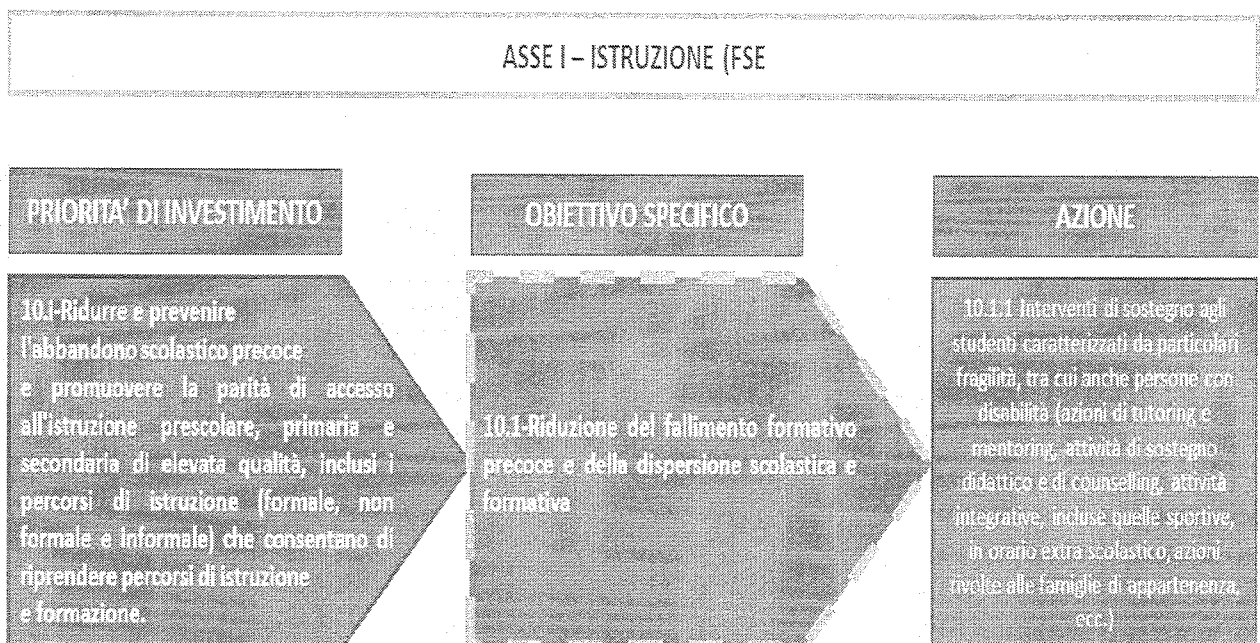 ASSE I – ISTRUZIONE (FSE
PRIORITA' DI INVESTIMENTO
10.i-Ridurre e prevenire
l'abbandono scolastico precoce
e promuovere la parità di accesso
all'istruzione prescolare, primaria e
secondaria di elevata qualità, inclusi i
percorsi di istruzione (formale, non
formale e informale) che consentano di
riprendere percorsi di istruzione
e formazione.
OBIETTIVO SPECIFICO
10.1-Riduzione del fallimento formativo
precoce e della dispersione scolastica e
formativa
AZIONE
10.1.1 Interventi di sostegno agli
studenti caratterizzati da particolari
fragilità, tra cui anche persone con
disabilità (azioni di tutoring e
mentoring, attività di sostegno
didattico e di counselling, attività
integrative, incluse quelle sportive,
in orario extra scolastico, azioni
rivolte alle famiglie di appartenenza,
ecc.)